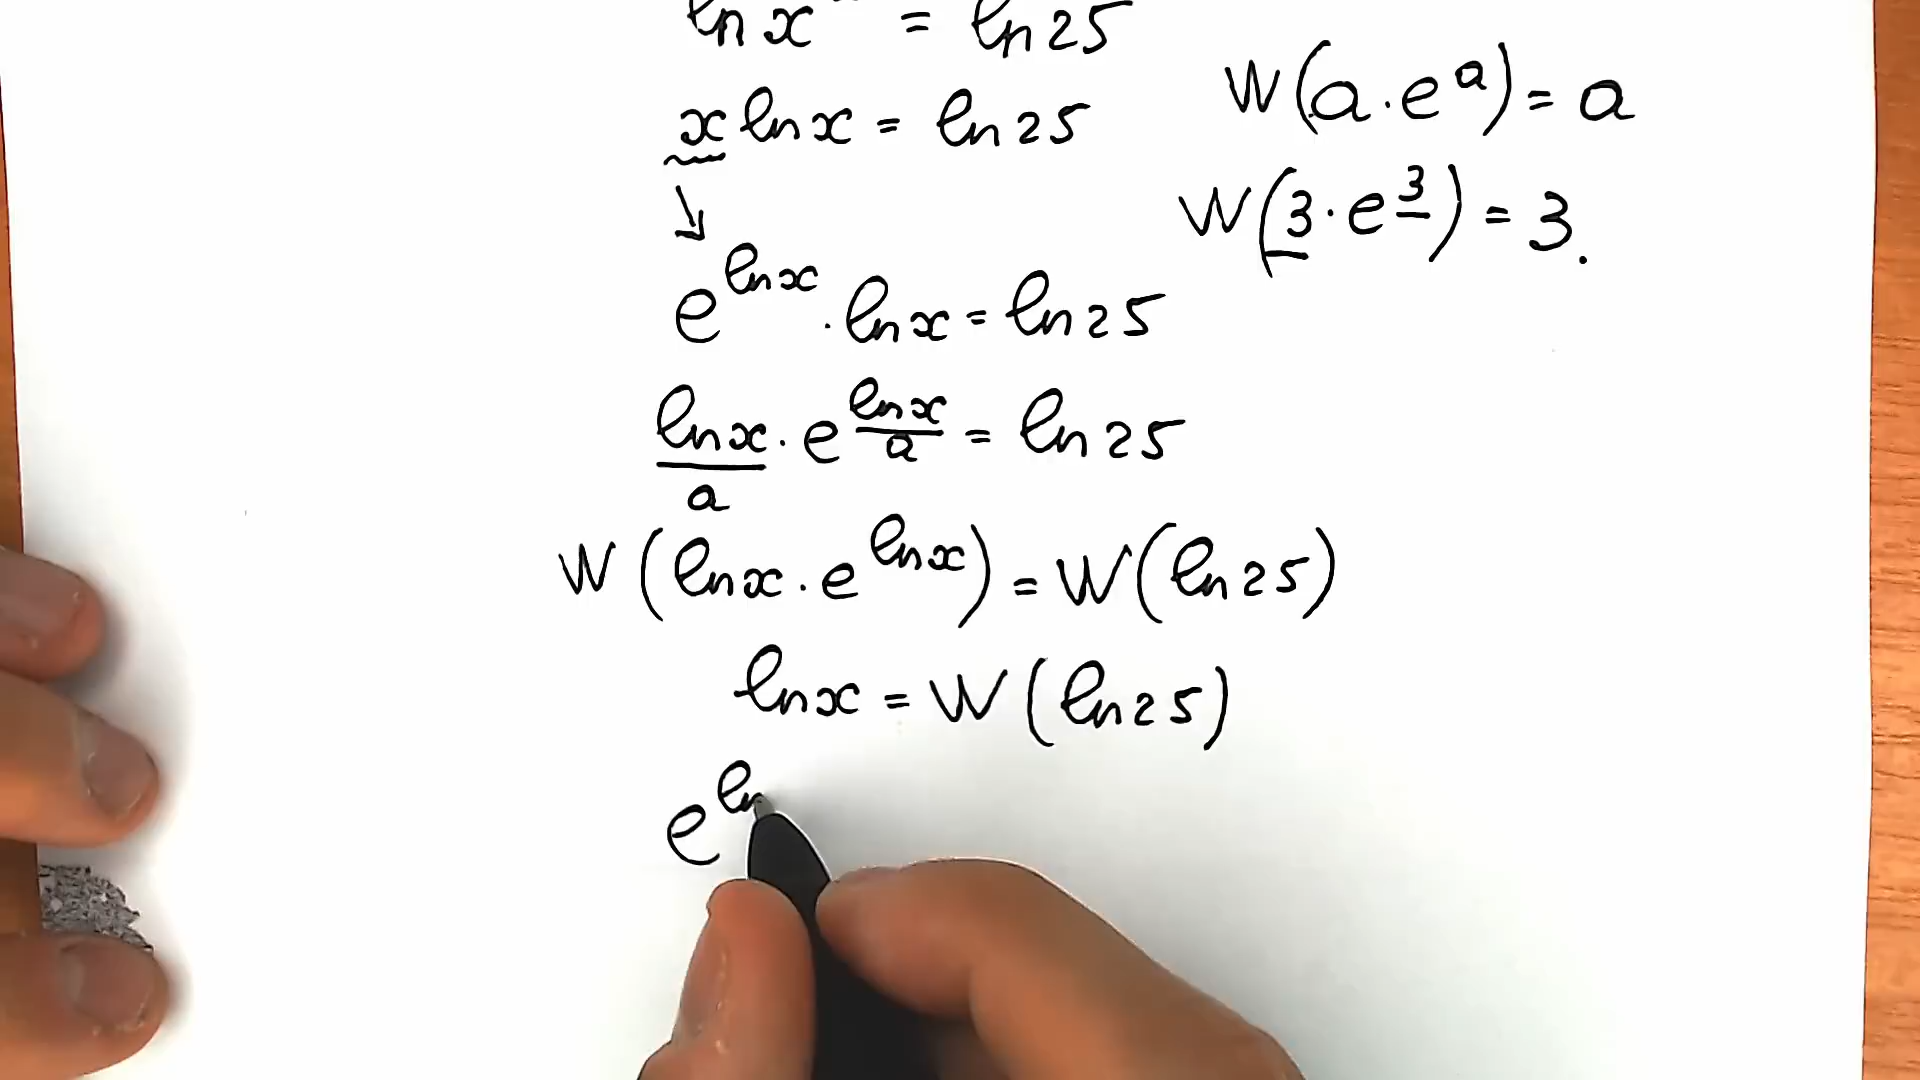 ln x = ln 25
x ln x = ln 25
W(a · e^a) = a
↘
W(3 · e^3) = 3.
e^ln x · ln x = ln 25
ln x · e^ln x = ln 25
a a
W(ln x · e^ln x) = W(ln 25)
ln x = W(ln 25)
e^ln